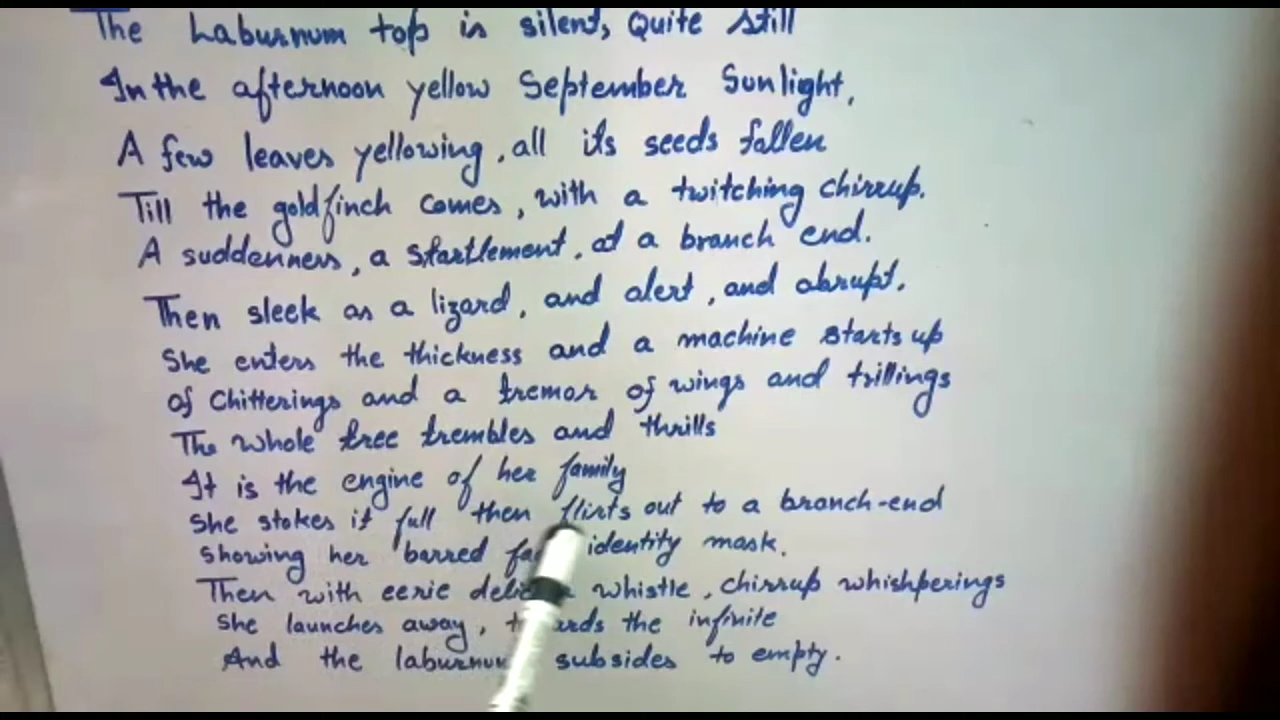 The Laburnum top is silent, Quite still
In the afternoon yellow September Sunlight,
A few leaves yellowing, all its seeds fallen
Till the goldfinch comes, with a twitching chirrup.
A suddenness, a startlement, at a branch end.
Then sleek as a lizard, and alert, and abrupt.
She enters the thickness and a machine starts up
of Chitterings and a tremor of wings and trillings
The whole tree trembles and thrills
It is the engine of her family
She stokes it full then flirts out to a branch-end
Showing her barred identity mask.
Then with eerie whistle, chirrup whishperings
She launches away, towards the infinite
And the laburnum subsides to empty.